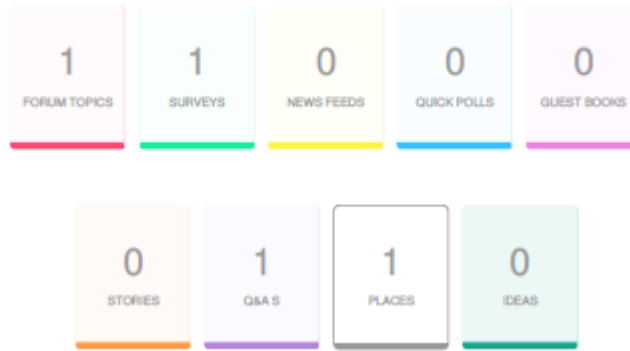 1 1 0 0 0
FORUM TOPICS SURVEYS NEWS FEEDS QUICK POLLS GUEST BOOKS
0 1 1 0
STORIES Q&A S PLACES IDEAS